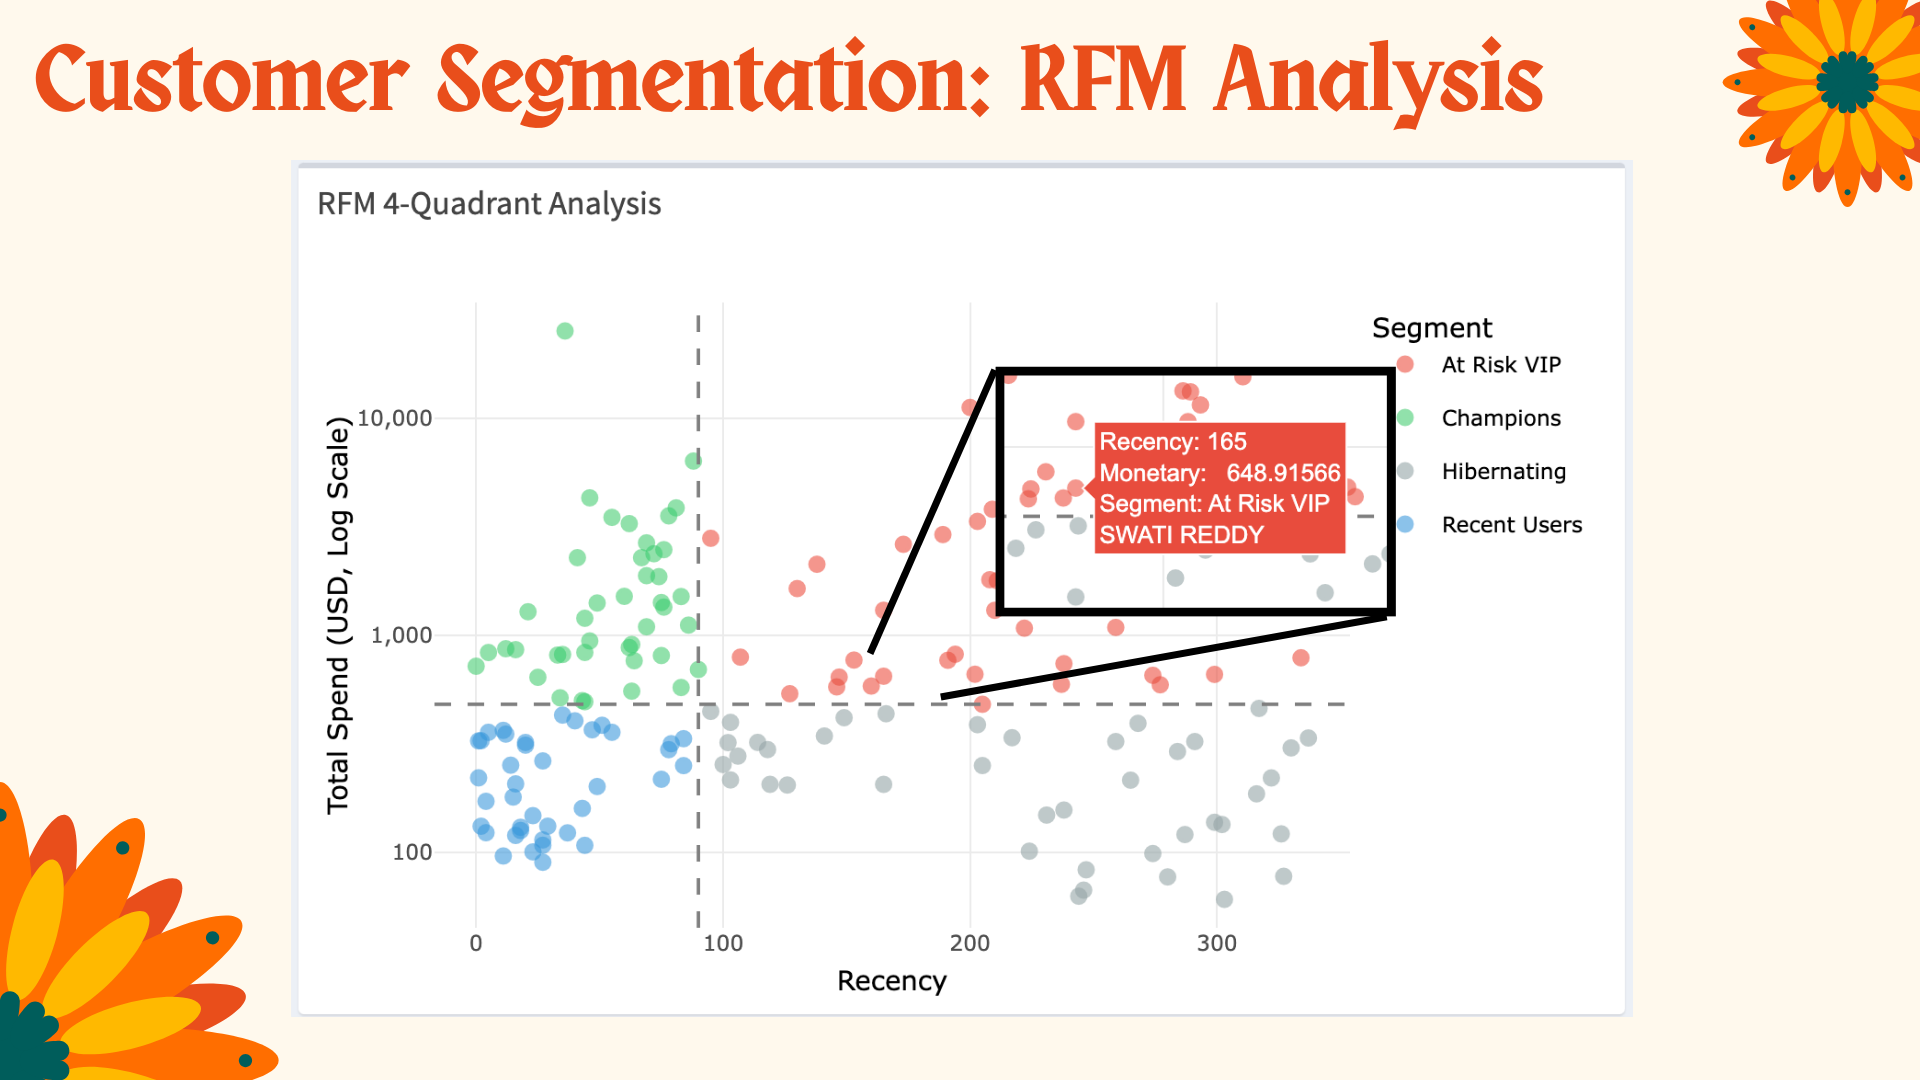 Customer Segmentation: RFM Analysis
RFM 4-Quadrant Analysis
Total Spend (USD, Log Scale)
10,000
1,000
100
0
100
200
300
Recency
Recency: 165
Monetary: 648.91566
Segment: At Risk VIP
SWATI REDDY
Segment
At Risk VIP
Champions
Hibernating
Recent Users